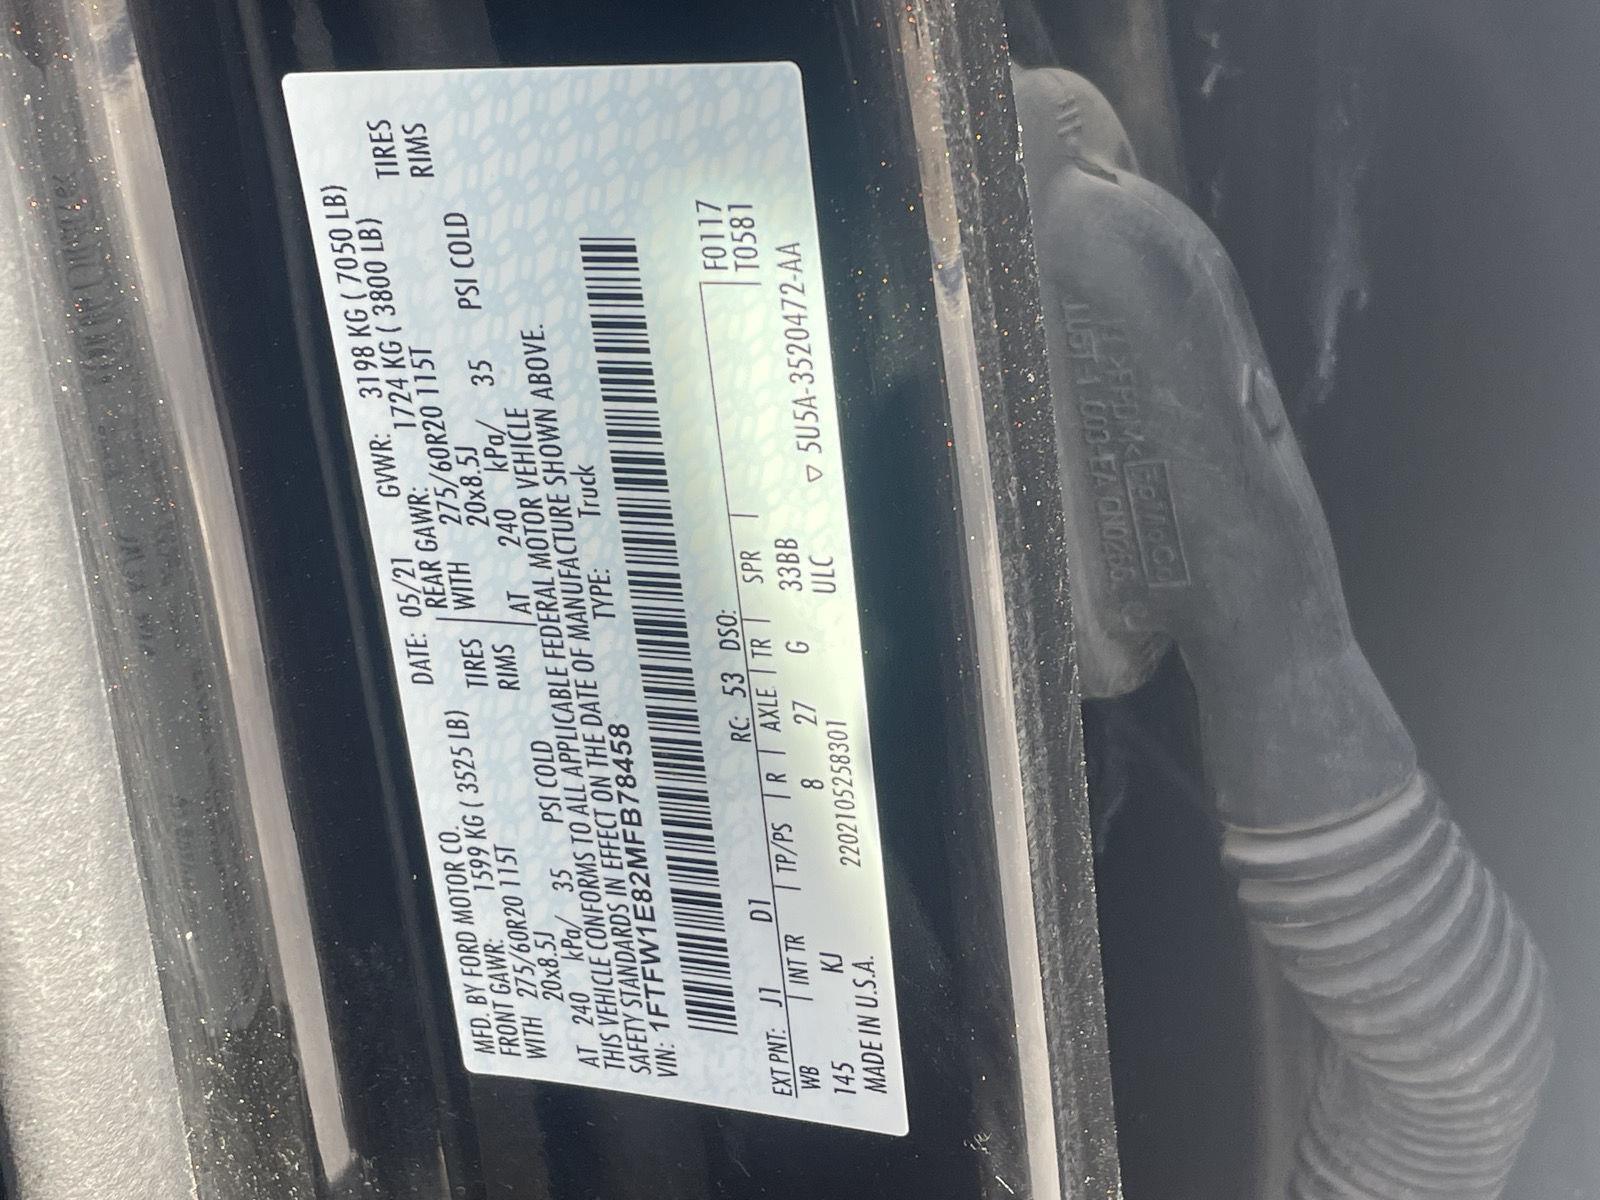 MFD. BY FORD MOTOR CO.
DATE: 05/21 GVWR: 3198 KG ( 7050 LB)
FRONT GAWR: 1599 KG ( 3525 LB)
REAR GAWR: 1724 KG ( 3800 LB)
WITH 275/60R20 115T TIRES
WITH 275/60R20 115T TIRES
20x8.5J RIMS
20x8.5J RIMS
AT 240 kPa/ 35 PSI COLD
AT 240 kPa/ 35 PSI COLD
THIS VEHICLE CONFORMS TO ALL APPLICABLE FEDERAL MOTOR VEHICLE
SAFETY STANDARDS IN EFFECT ON THE DATE OF MANUFACTURE SHOWN ABOVE.
VIN: 1FTFW1E82MFB78458 TYPE: Truck
F0117
T0581
EXT PNT: J1 D1 RC: 53 DSO:
WB | INT TR | TP/PS | R | AXLE | TR | SPR |
145 KJ 8 27 G 33BB
MADE IN U.S.A. 2202105258301 ULC
▽ 5U5A-3520472-AA